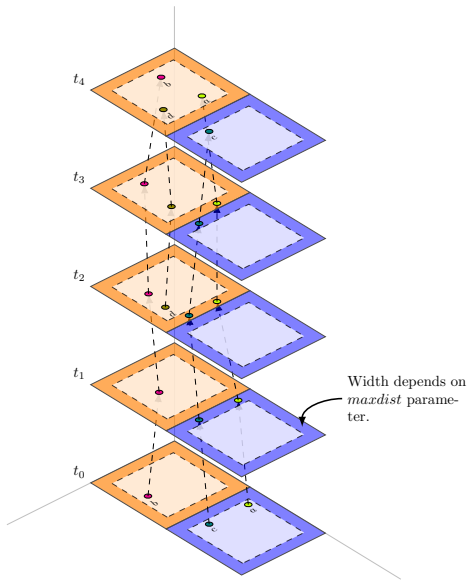 t4
b
a
d
c
t3
t2
d
t1
Width depends on
maxdist parame-
ter.
t0
b
a
c